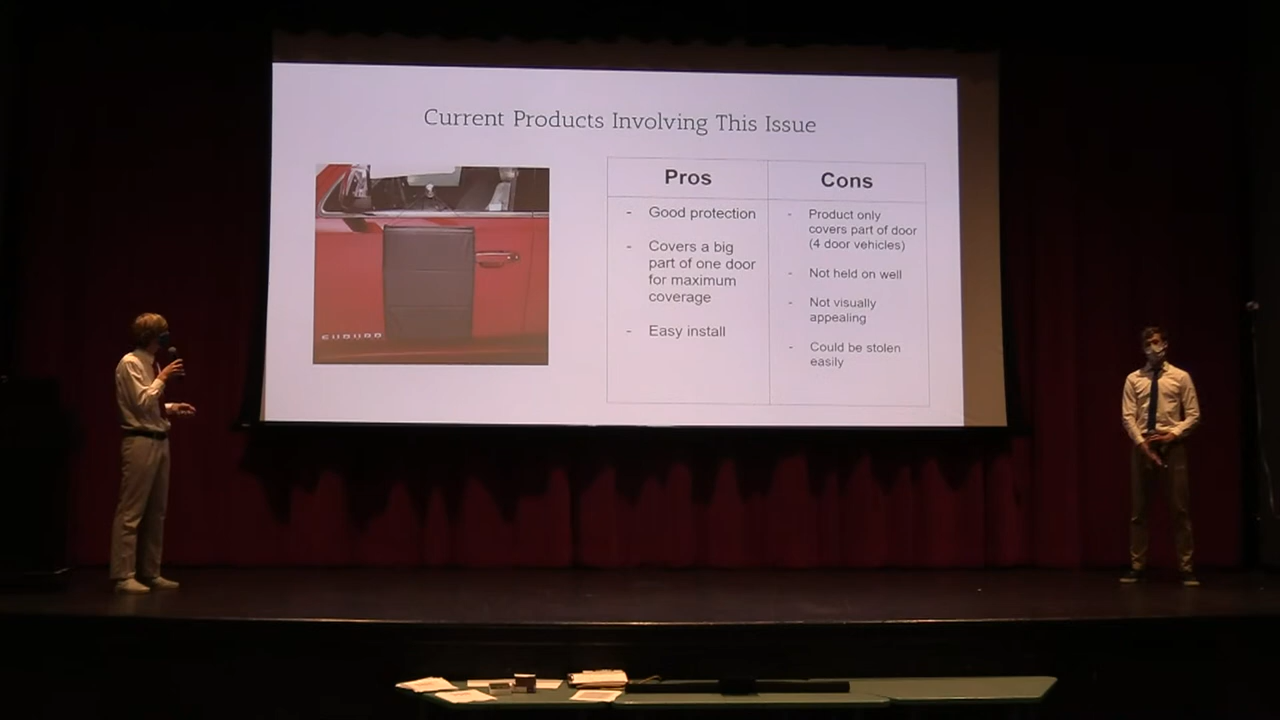 Current Products Involving This Issue
Pros
- Good protection
- Covers a big
part of one door
for maximum
coverage
- Easy install
Cons
- Product only
covers part of door
(4 door vehicles)
- Not held on well
- Not visually
appealing
- Could be stolen
easily